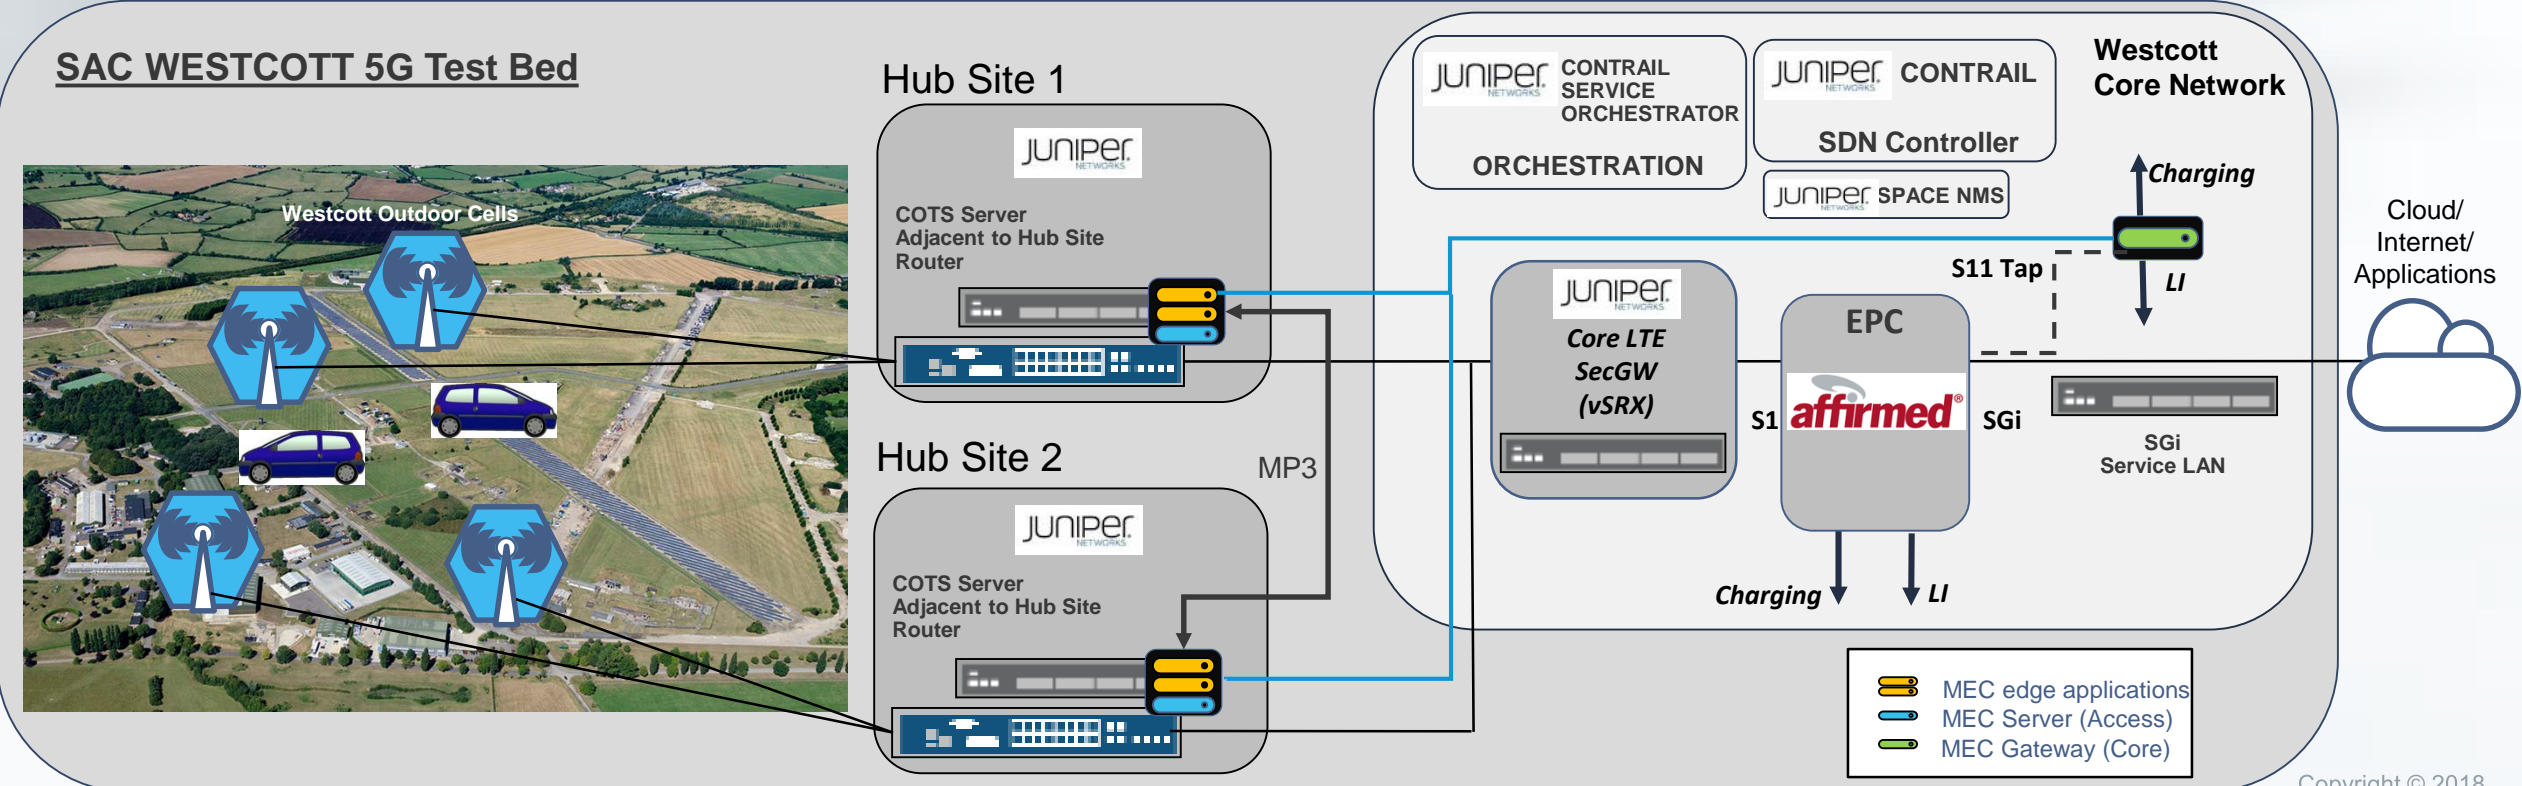 SAC WESTCOTT 5G Test Bed
Westcott Outdoor Cells
Hub Site 1
JUNIPER
NETWORKS
COTS Server
Adjacent to Hub Site
Router
Hub Site 2
JUNIPER
NETWORKS
COTS Server
Adjacent to Hub Site
Router
MP3
JUNIPER
NETWORKS
CONTRAIL
SERVICE
ORCHESTRATOR
ORCHESTRATION
JUNIPER
NETWORKS
CONTRAIL
SDN Controller
JUNIPER
NETWORKS
SPACE NMS
Westcott
Core Network
Charging
LI
S11 Tap
JUNIPER
NETWORKS
Core LTE
SecGW
(vSRX)
S1
EPC
affirmed®
SGi
Charging
LI
SGi
Service LAN
Cloud/
Internet/
Applications
MEC edge applications
MEC Server (Access)
MEC Gateway (Core)
Copyright © 2018